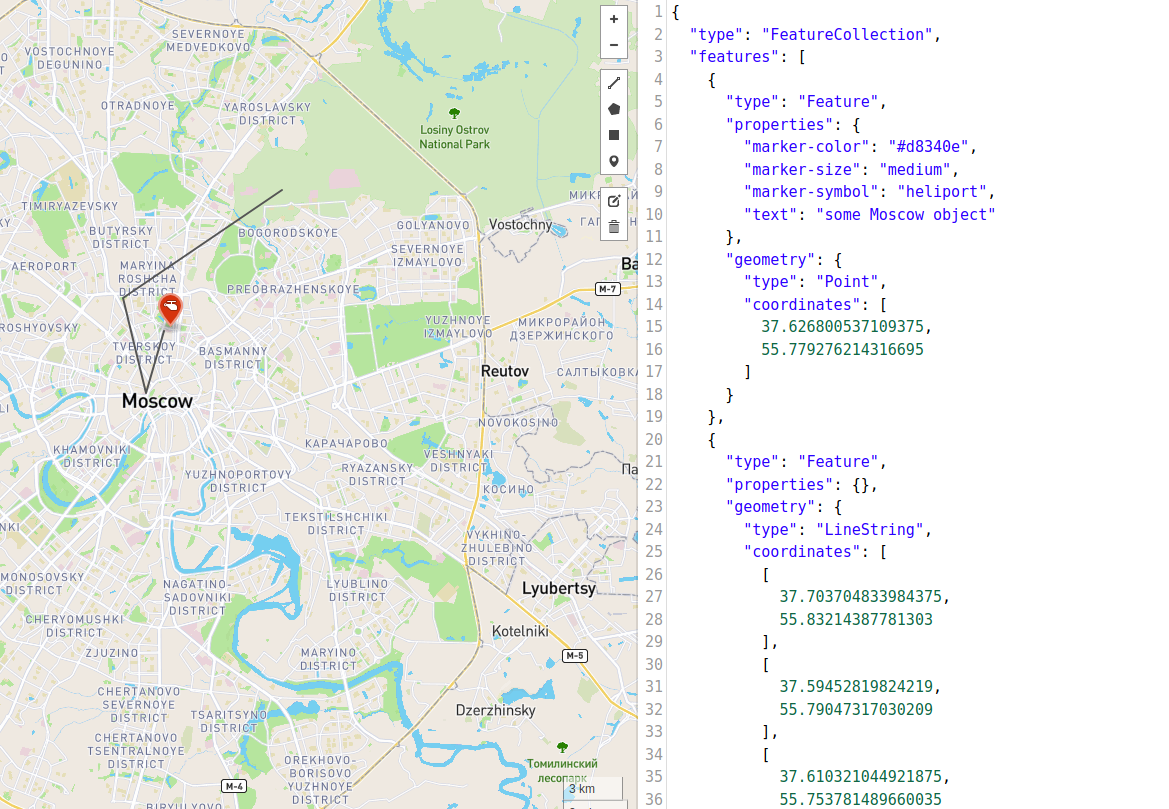 SEVERNOYE
MEDVEDKOVO
VOSTOCHNOYE
DEGUNINO
OTRADNOYE
YAROSLAVSKY
DISTRICT
Losiny Ostrov
National Park
TIMIRYAZEVSKY
BUTYRSKY
DISTRICT
BOGORODSKOYE
GOLYANOVO
Vostochny
SEVERNOYE
IZMAYLOVO
AEROPORT
MARYINA
ROSHCHA
DISTRICT
PREOBRAZHENSKOYE
M-7
ROSHYOVSKY
YUZHNOYE
IZMAYLOVO
МИКРОРАЙОН
ДЗЕРЖИНСКОГО
TVERSKOY
DISTRICT
BASMANNY
DISTRICT
Reutov
САЛТЫКОВКА
Moscow
NOVOKOSINO
KHAMOVNIKI
DISTRICT
КАРАЧАРОВО
VESHNYAKI
DISTRICT
RYAZANSKY
DISTRICT
YUZHNOPORTOVY
DISTRICT
КОСИНО
TEKSTILSHCHIKI
DISTRICT
VYKHINO-
ZHULEBINO
DISTRICT
MONOSOVSKY
DISTRICT
NAGATINO-
SADOVNIKI
DISTRICT
LYUBLINO
DISTRICT
Lyubertsy
CHERYOMUSHKI
DISTRICT
Kotelniki
ZJUZINO
MARYINO
DISTRICT
M-5
CHERTANOVO
SEVERNOYE
DISTRICT
TSARITSYNO
DISTRICT
Dzerzhinsky
CHERTANOVO
TSENTRALNOYE
DISTRICT
OREKHOVO-
BORISOVO
YUZHNOYE
DISTRICT
Томилинский
лесопарк
M-4
3 km
BIRYULYOVO
1 {
2 "type": "FeatureCollection",
3 "features": [
4 {
5 "type": "Feature",
6 "properties": {
7 "marker-color": "#d8340e",
8 "marker-size": "medium",
9 "marker-symbol": "heliport",
10 "text": "some Moscow object"
11 },
12 "geometry": {
13 "type": "Point",
14 "coordinates": [
15 37.626800537109375,
16 55.779276214316695
17 ]
18 }
19 },
20 {
21 "type": "Feature",
22 "properties": {},
23 "geometry": {
24 "type": "LineString",
25 "coordinates": [
26 [
27 37.703704833984375,
28 55.83214387781303
29 ],
30 [
31 37.59452819824219,
32 55.79047317030209
33 ],
34 [
35 37.610321044921875,
36 55.753781489660035